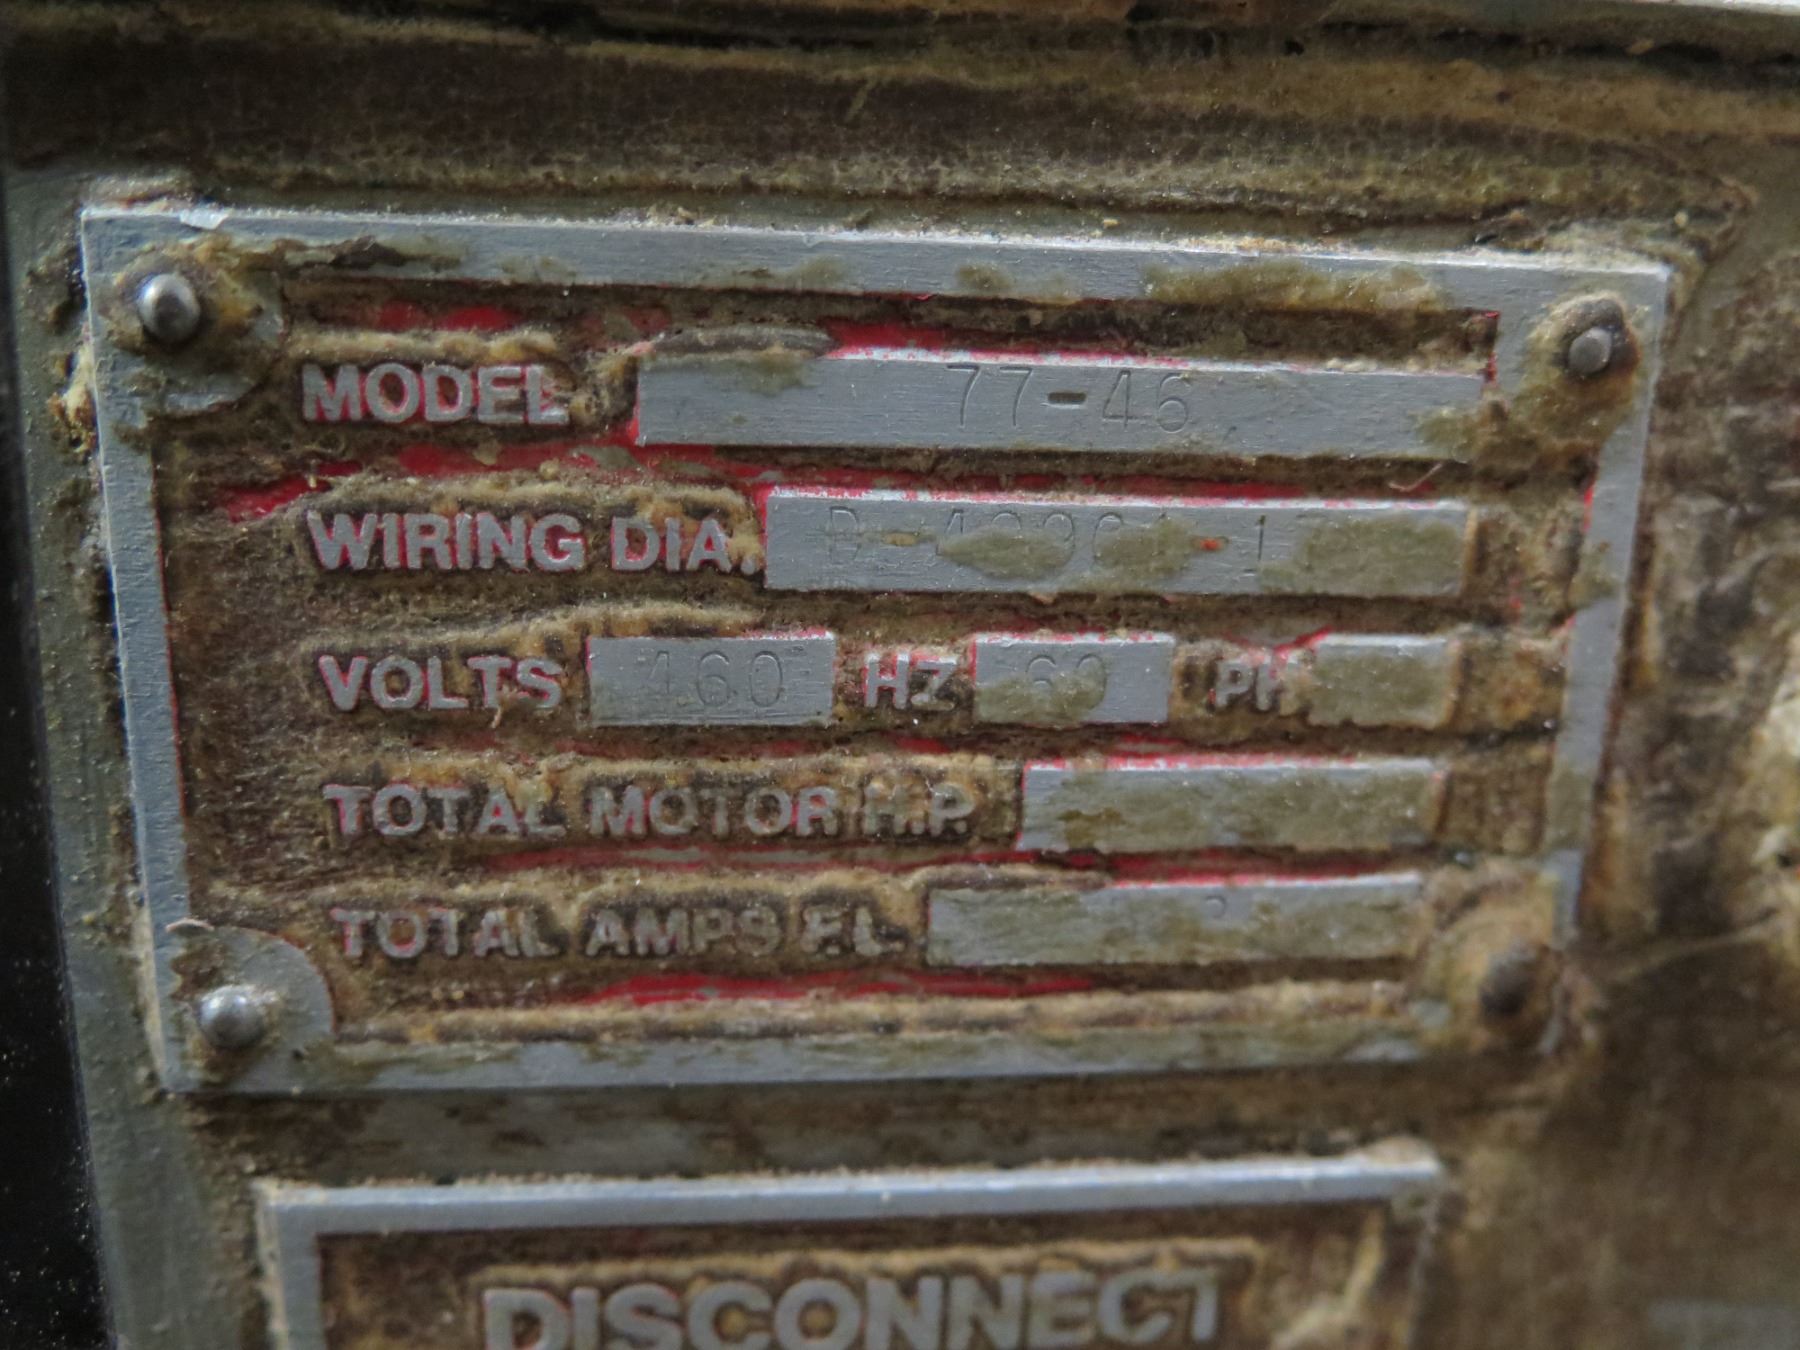 MODEL 77-46
WIRING DIA.
VOLTS 460 HZ 60 PH
TOTAL MOTOR H.P.
TOTAL AMPS F.L.
DISCONNECT